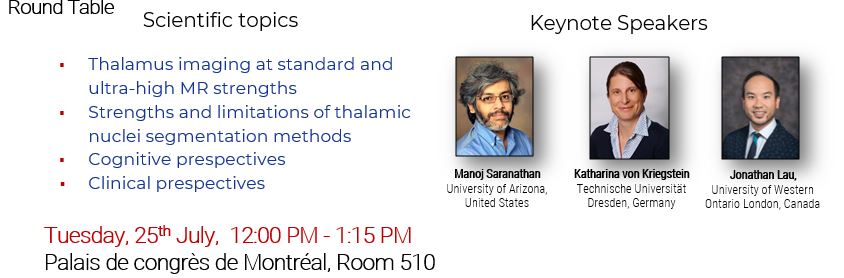 Round Table
Scientific topics
Thalamus imaging at standard and
ultra-high MR strengths
Strengths and limitations of thalamic
nuclei segmentation methods
Cognitive prespectives
Clinical prespectives
Tuesday, 25th July, 12:00 PM - 1:15 PM
Palais de congrès de Montréal, Room 510
Keynote Speakers
Manoj Saranathan
University of Arizona,
United States
Katharina von Kriegstein
Technische Universität
Dresden, Germany
Jonathan Lau,
University of Western
Ontario London, Canada